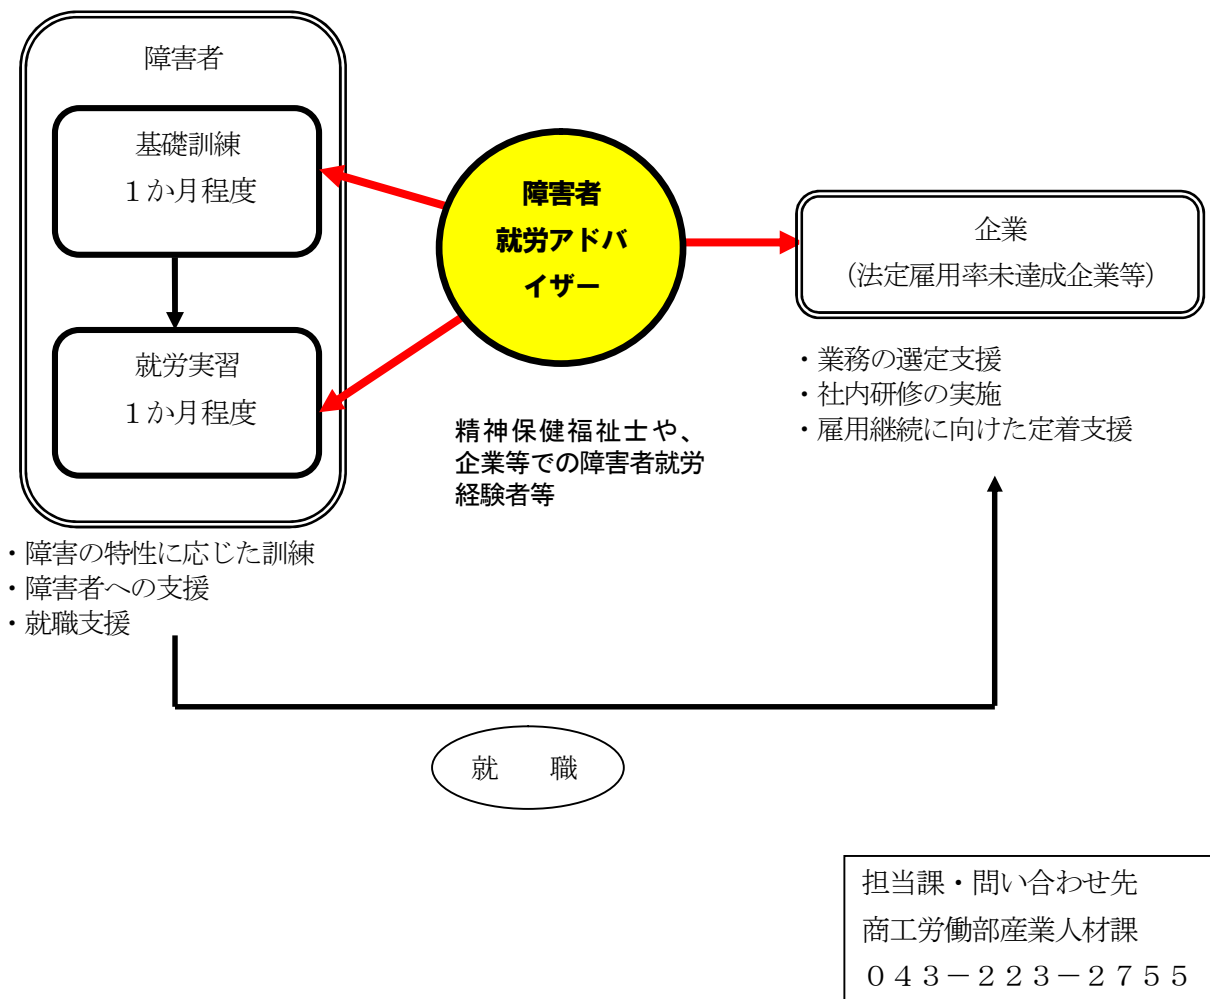 障害者
基礎訓練
１か月程度
就労実習
１か月程度
・障害の特性に応じた訓練
・障害者への支援
・就職支援
障害者
就労アドバ
イザー
精神保健福祉士や、
企業等での障害者就労
経験者等
企業
（法定雇用率未達成企業等）
・業務の選定支援
・社内研修の実施
・雇用継続に向けた定着支援
就　職
担当課・問い合わせ先
商工労働部産業人材課
０４３－２２３－２７５５